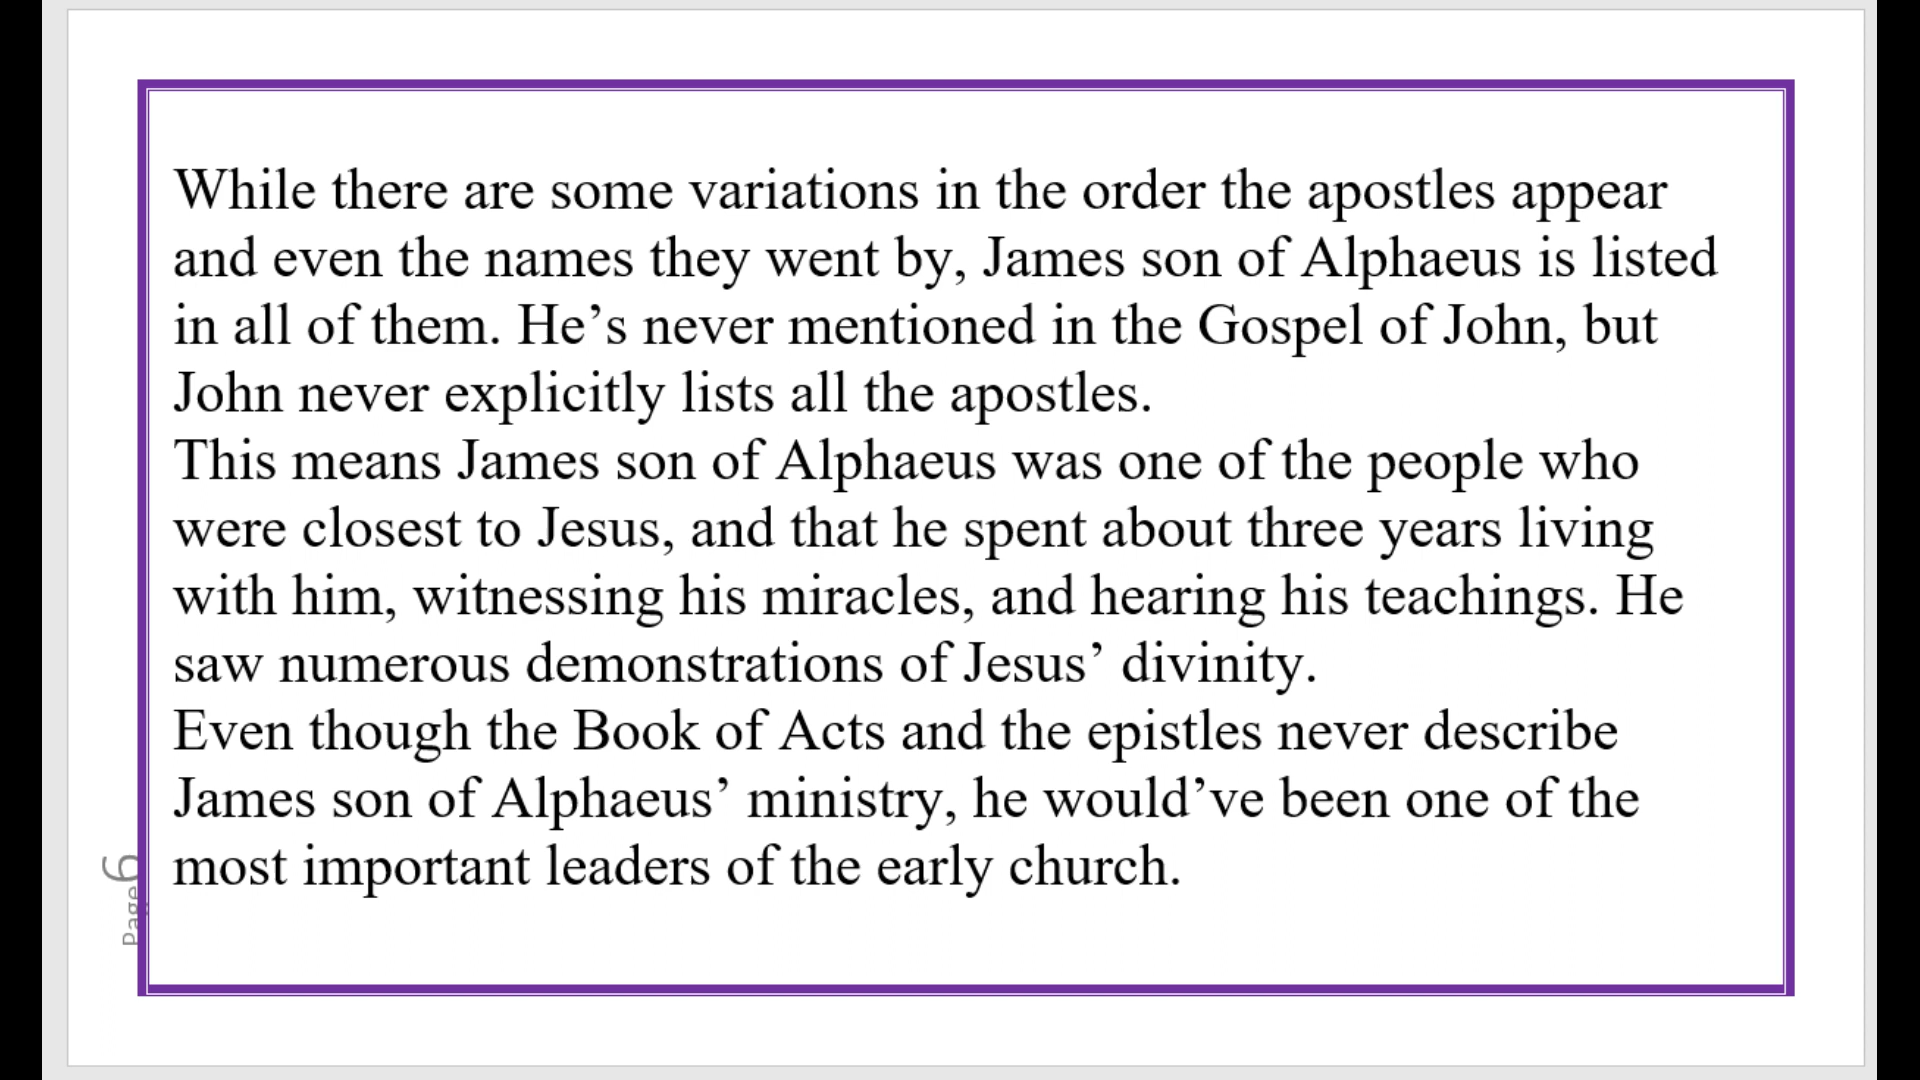 While there are some variations in the order the apostles appear
and even the names they went by, James son of Alphaeus is listed
in all of them. He’s never mentioned in the Gospel of John, but
John never explicitly lists all the apostles.
This means James son of Alphaeus was one of the people who
were closest to Jesus, and that he spent about three years living
with him, witnessing his miracles, and hearing his teachings. He
saw numerous demonstrations of Jesus’ divinity.
Even though the Book of Acts and the epistles never describe
James son of Alphaeus’ ministry, he would’ve been one of the
most important leaders of the early church.
Page 6